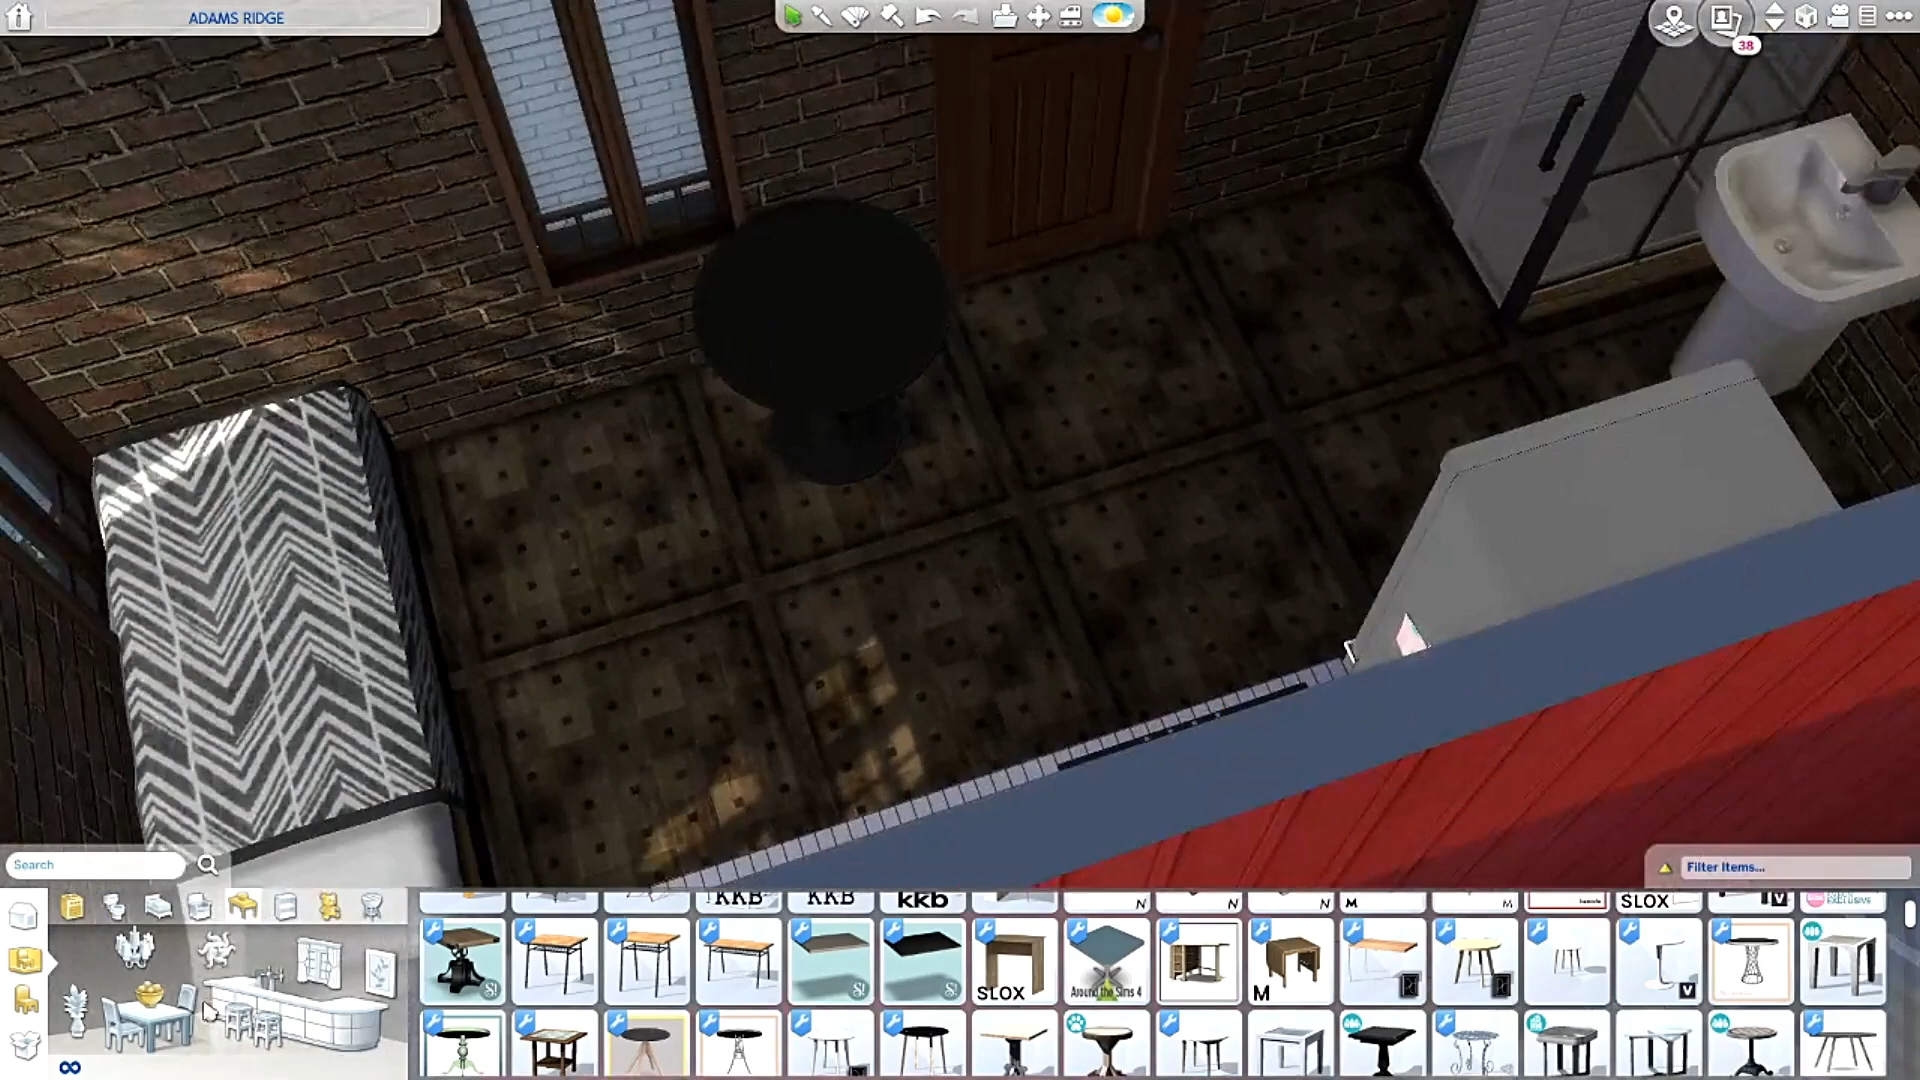 ADAMS RIDGE
38
Search
Filter Items...
KKB
KKB
kkb
N
N
N
M
M
SLOX
V
S!
S!
S!
SLOX
Around the Sims 4
M
V